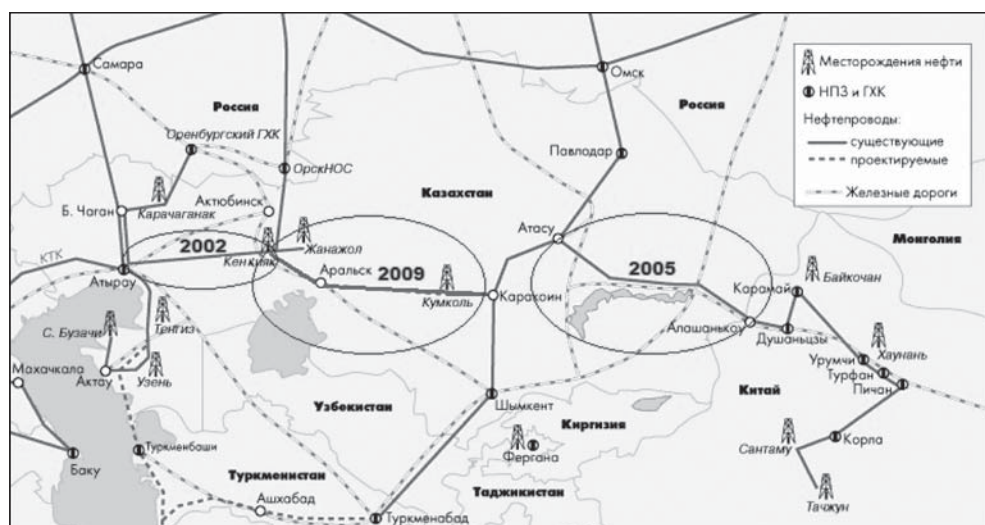 Самара
Омск
Россия
Россия
Оренбургский ГХК
ОрскНОС
Павлодар
Казахстан
Б. Чаган
Карачаганак
Актюбинск
Атасу
Монголия
КТК
2002
Кенкияк
Жанажол
Аральск
2009
Кумколь
Каракоин
2005
Байкочан
Карамай
Атырау
Тенгиз
С. Бузачи
Актау
Узень
Алашанькоу
Душаньцзы
Урумчи
Хаунань
Турфан
Пичан
Махачкала
Узбекистан
Шымкент
Китай
Киргизия
Баку
Туркменбаши
Фергана
Сантаму
Корла
Туркменистан
Ашхабад
Таджикистан
Туркменабад
Тачжун
Месторождения нефти
НПЗ и ГХК
Нефтепроводы:
существующие
проектируемые
Железные дороги